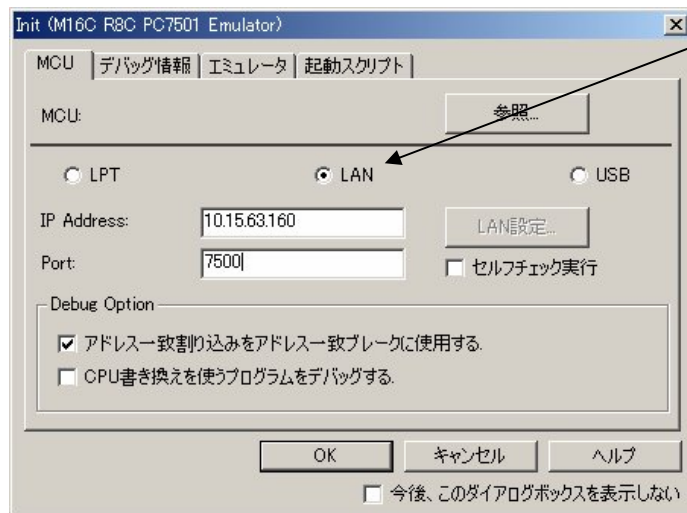 Init (M16C R8C PC7501 Emulator)
MCU デバッグ情報 エミュレータ 起動スクリプト
MCU: 参照...
LPT LAN USB
IP Address: 10.15.63.160 LAN設定...
Port: 7500 セルフチェック実行
Debug Option
アドレス一致割り込みをアドレス一致ブレークに使用する.
CPU書き換えを使うプログラムをデバッグする.
OK キャンセル ヘルプ
今後、このダイアログボックスを表示しない